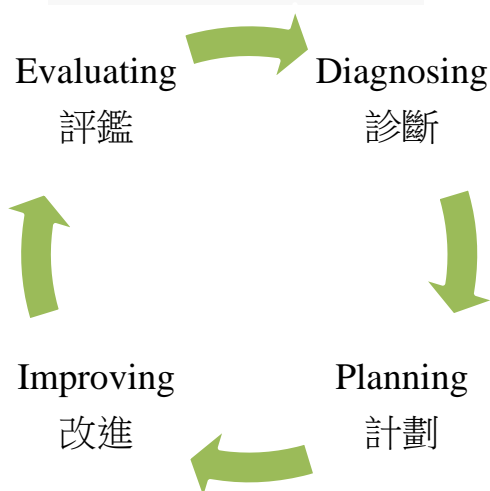 Evaluating
評鑑
Diagnosing
診斷
Improving
改進
Planning
計劃